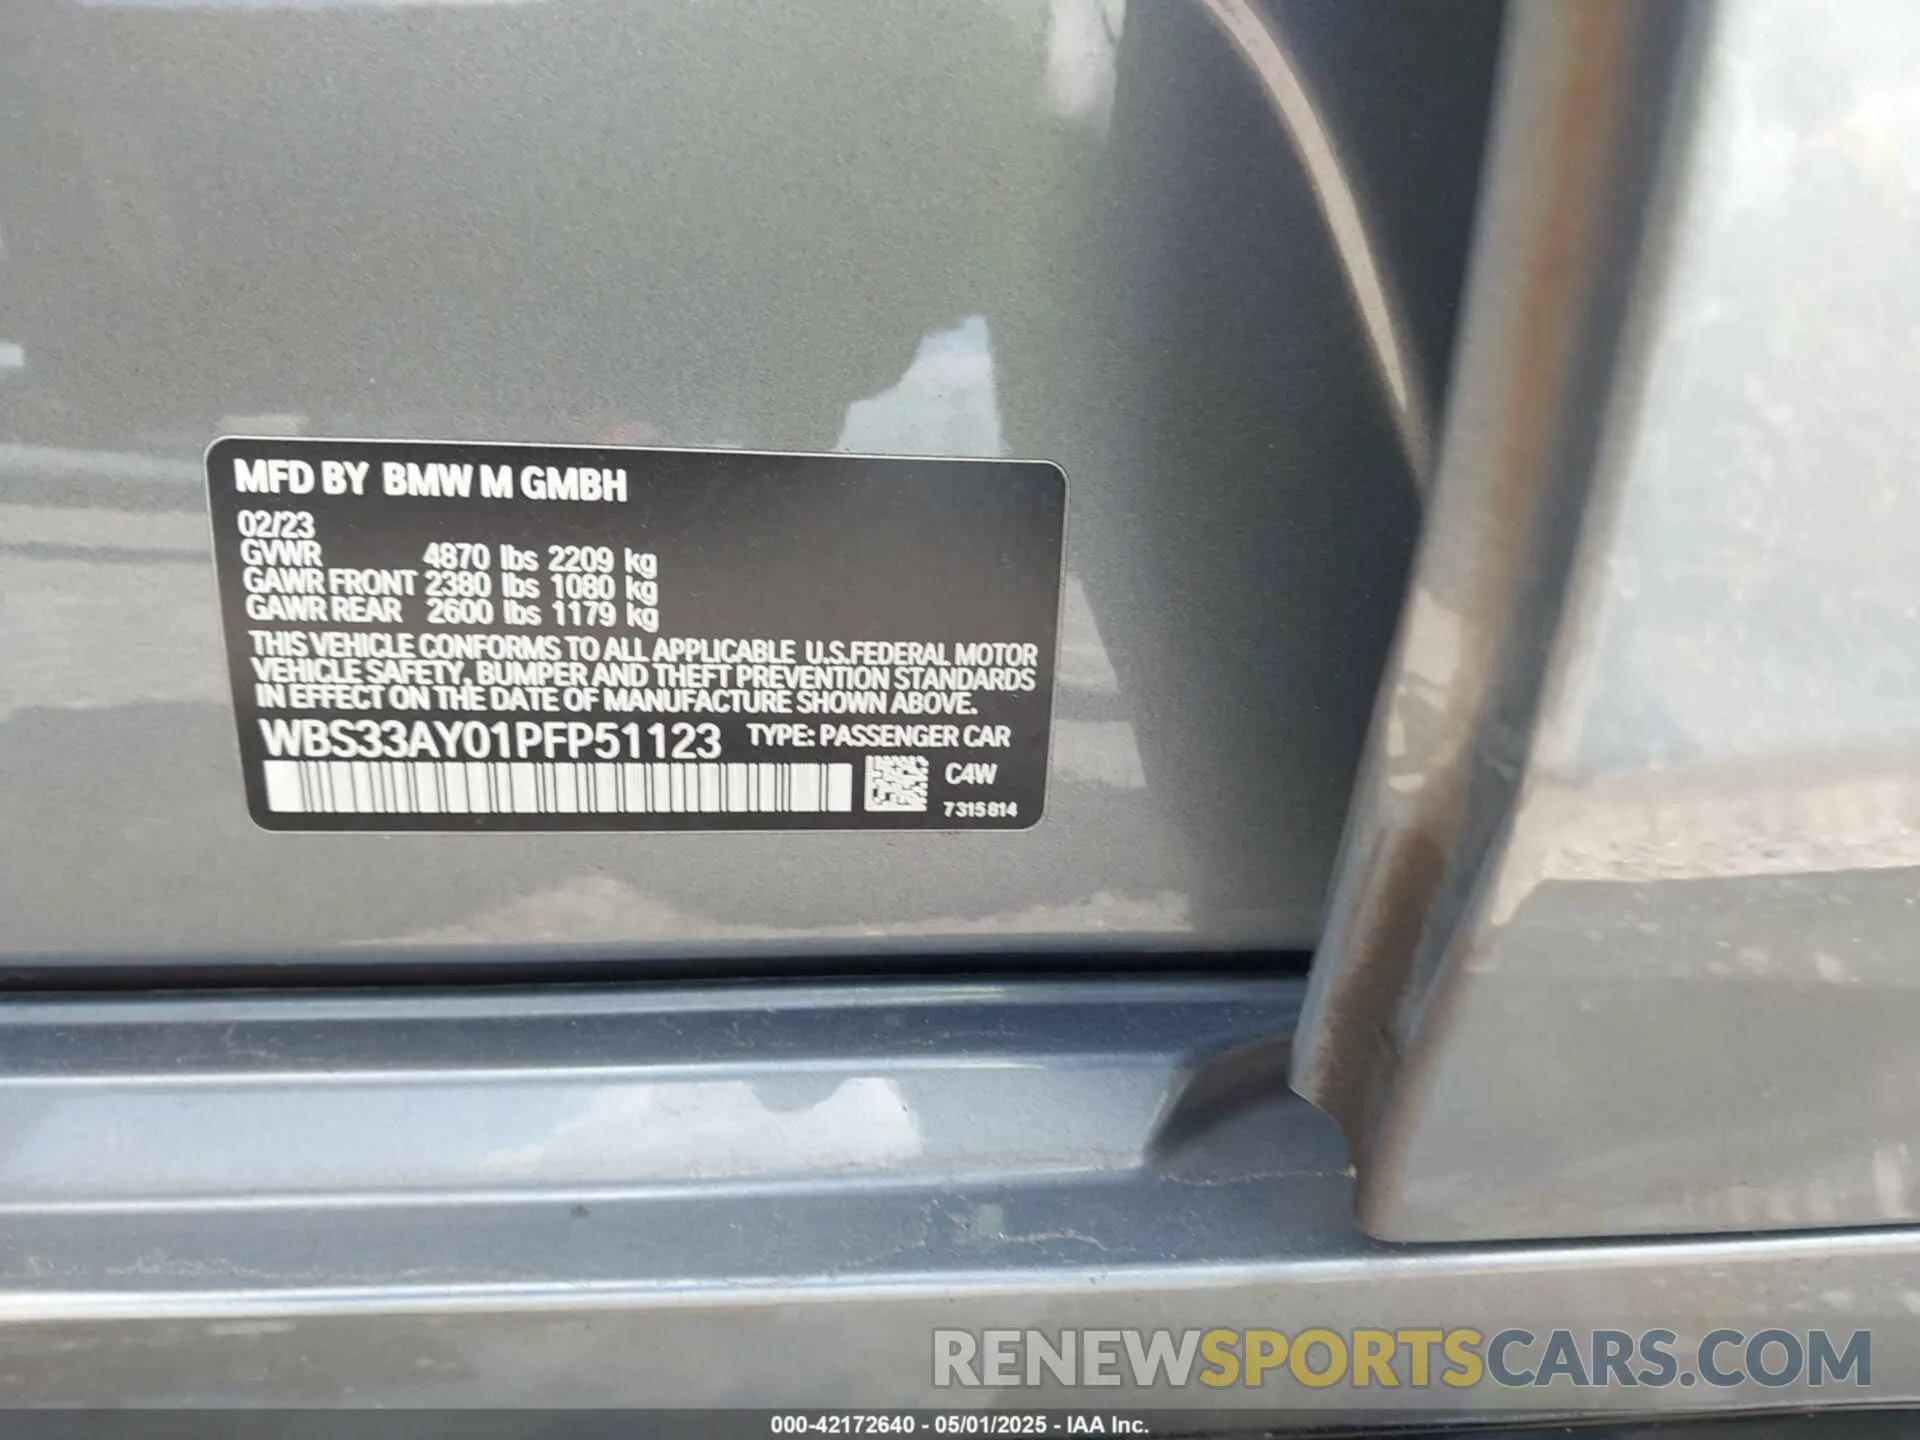 MFD BY BMW M GMBH
02/23
GVWR 4870 lbs 2209 kg
GAWR FRONT 2380 lbs 1080 kg
GAWR REAR 2600 lbs 1179 kg
THIS VEHICLE CONFORMS TO ALL APPLICABLE U.S.FEDERAL MOTOR
VEHICLE SAFETY, BUMPER AND THEFT PREVENTION STANDARDS
IN EFFECT ON THE DATE OF MANUFACTURE SHOWN ABOVE.
WBS33AY01PFP51123 TYPE: PASSENGER CAR
C4W
7315814
RENEWSPORTSCARS.COM
000-42172640 - 05/01/2025 - IAA Inc.